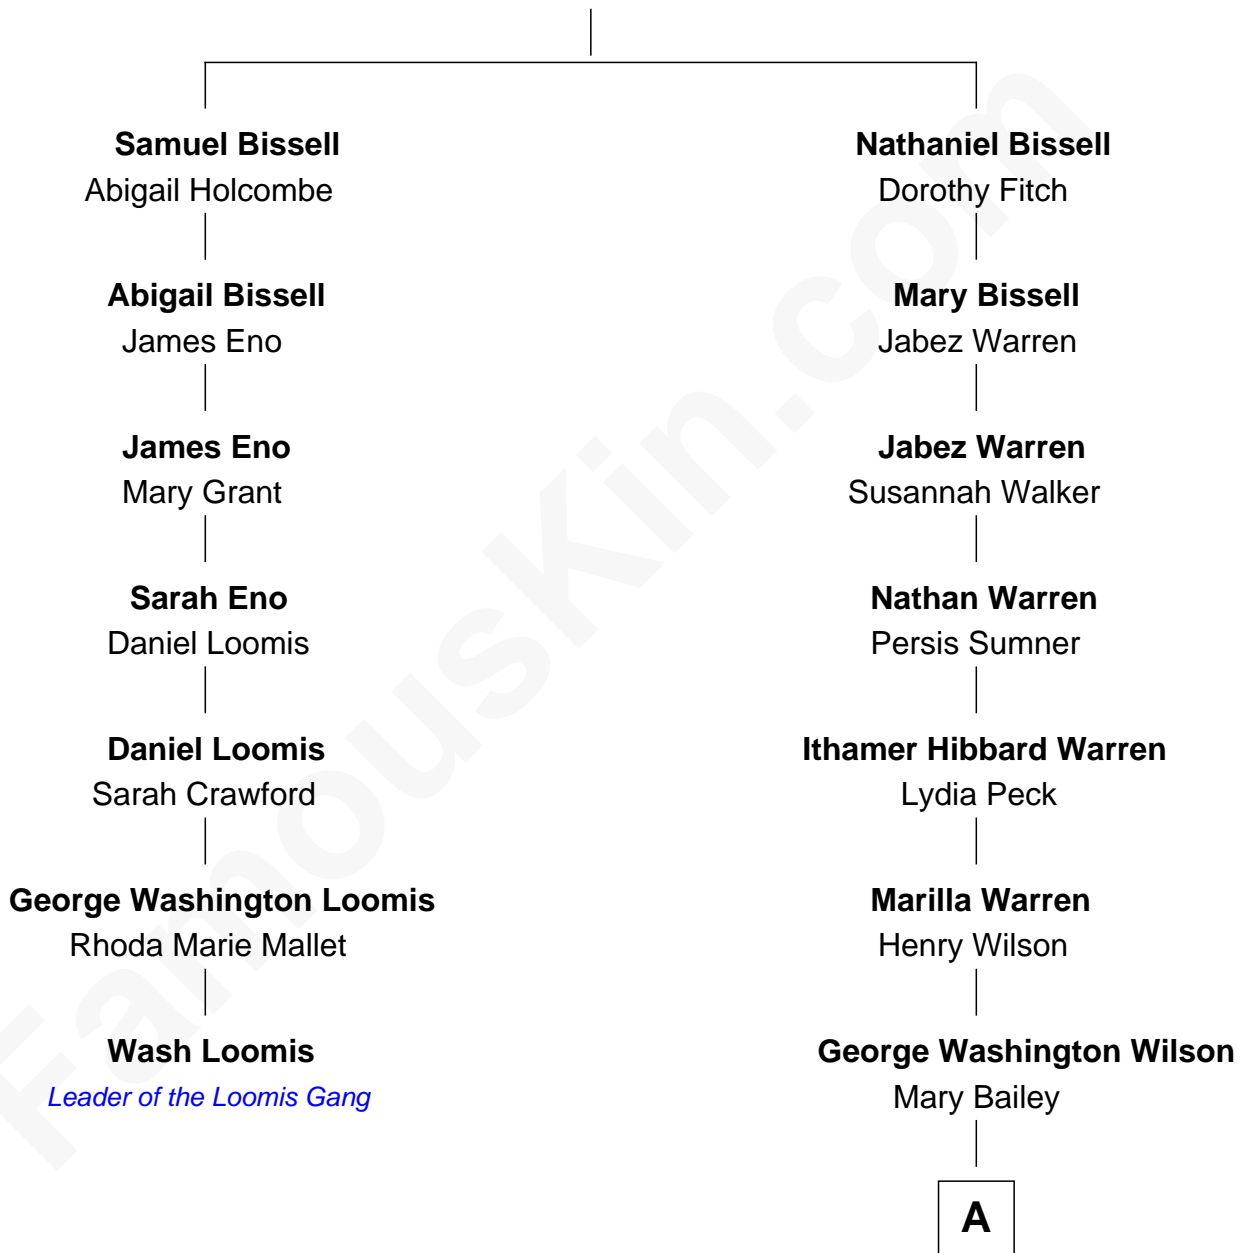 Samuel Bissell
Abigail Holcombe
Abigail Bissell
James Eno
James Eno
Mary Grant
Sarah Eno
Daniel Loomis
Daniel Loomis
Sarah Crawford
George Washington Loomis
Rhoda Marie Mallet
Wash Loomis
Leader of the Loomis Gang
Nathaniel Bissell
Dorothy Fitch
Mary Bissell
Jabez Warren
Jabez Warren
Susannah Walker
Nathan Warren
Persis Sumner
Ithamer Hibbard Warren
Lydia Peck
Marilla Warren
Henry Wilson
George Washington Wilson
Mary Bailey
A
FamousKin.com